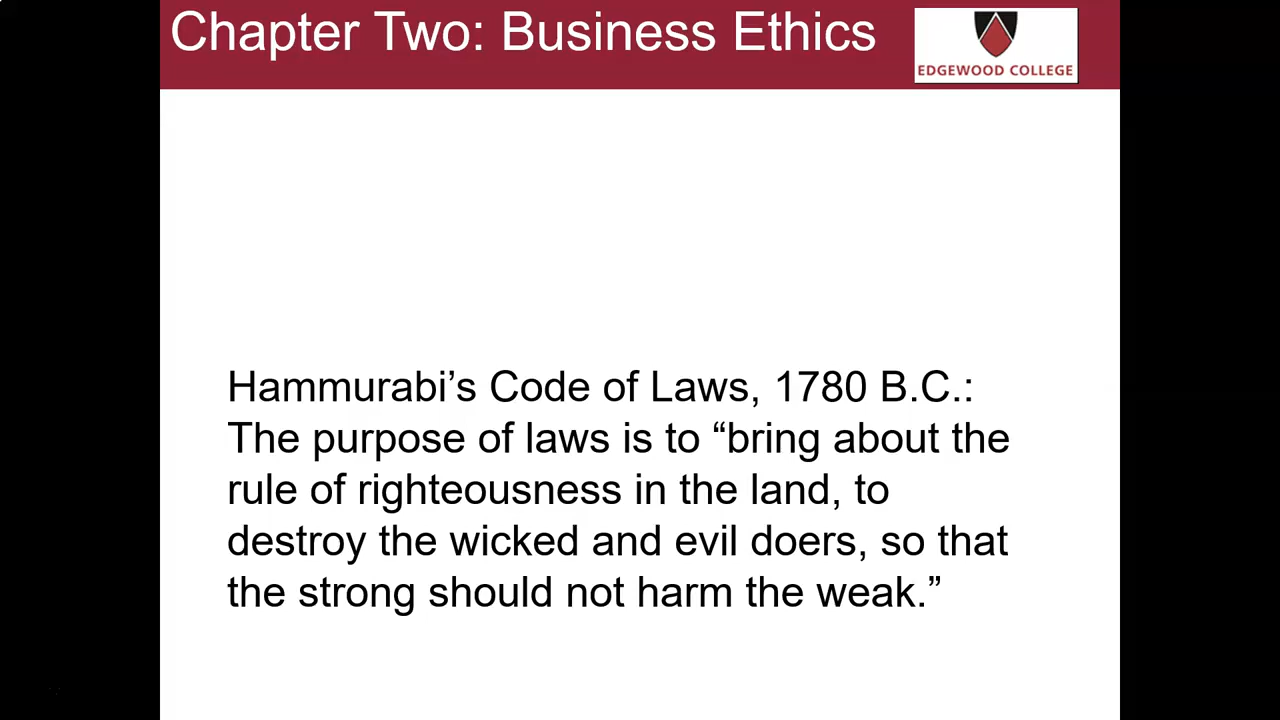 Chapter Two: Business Ethics
EDGEWOOD COLLEGE
Hammurabi’s Code of Laws, 1780 B.C.:
The purpose of laws is to “bring about the
rule of righteousness in the land, to
destroy the wicked and evil doers, so that
the strong should not harm the weak.”